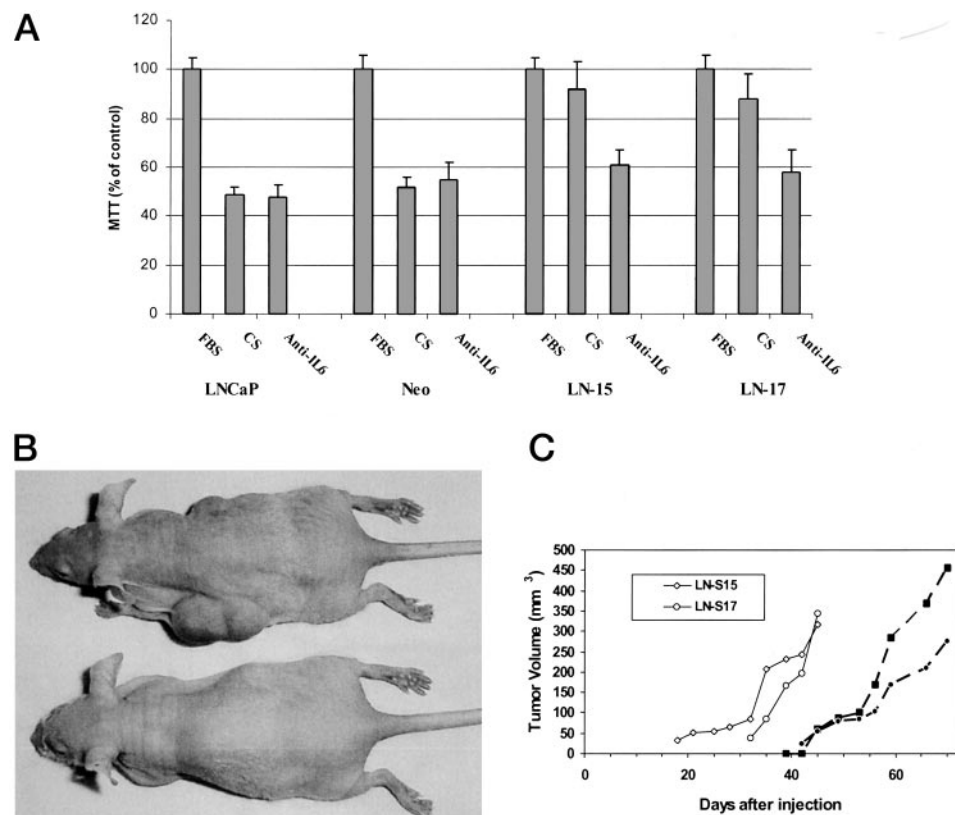 A
120
100
80
60
40
20
0
MTT (% of control)
FBS CS Anti-IL6 FBS CS Anti-IL6 FBS CS Anti-IL6 FBS CS Anti-IL6
LNCaP Neo LN-15 LN-17
B
C
500
450
400
350
300
250
200
150
100
50
0
Tumor Volume (mm³)
LN-S15
LN-S17
0 20 40 60
Days after injection